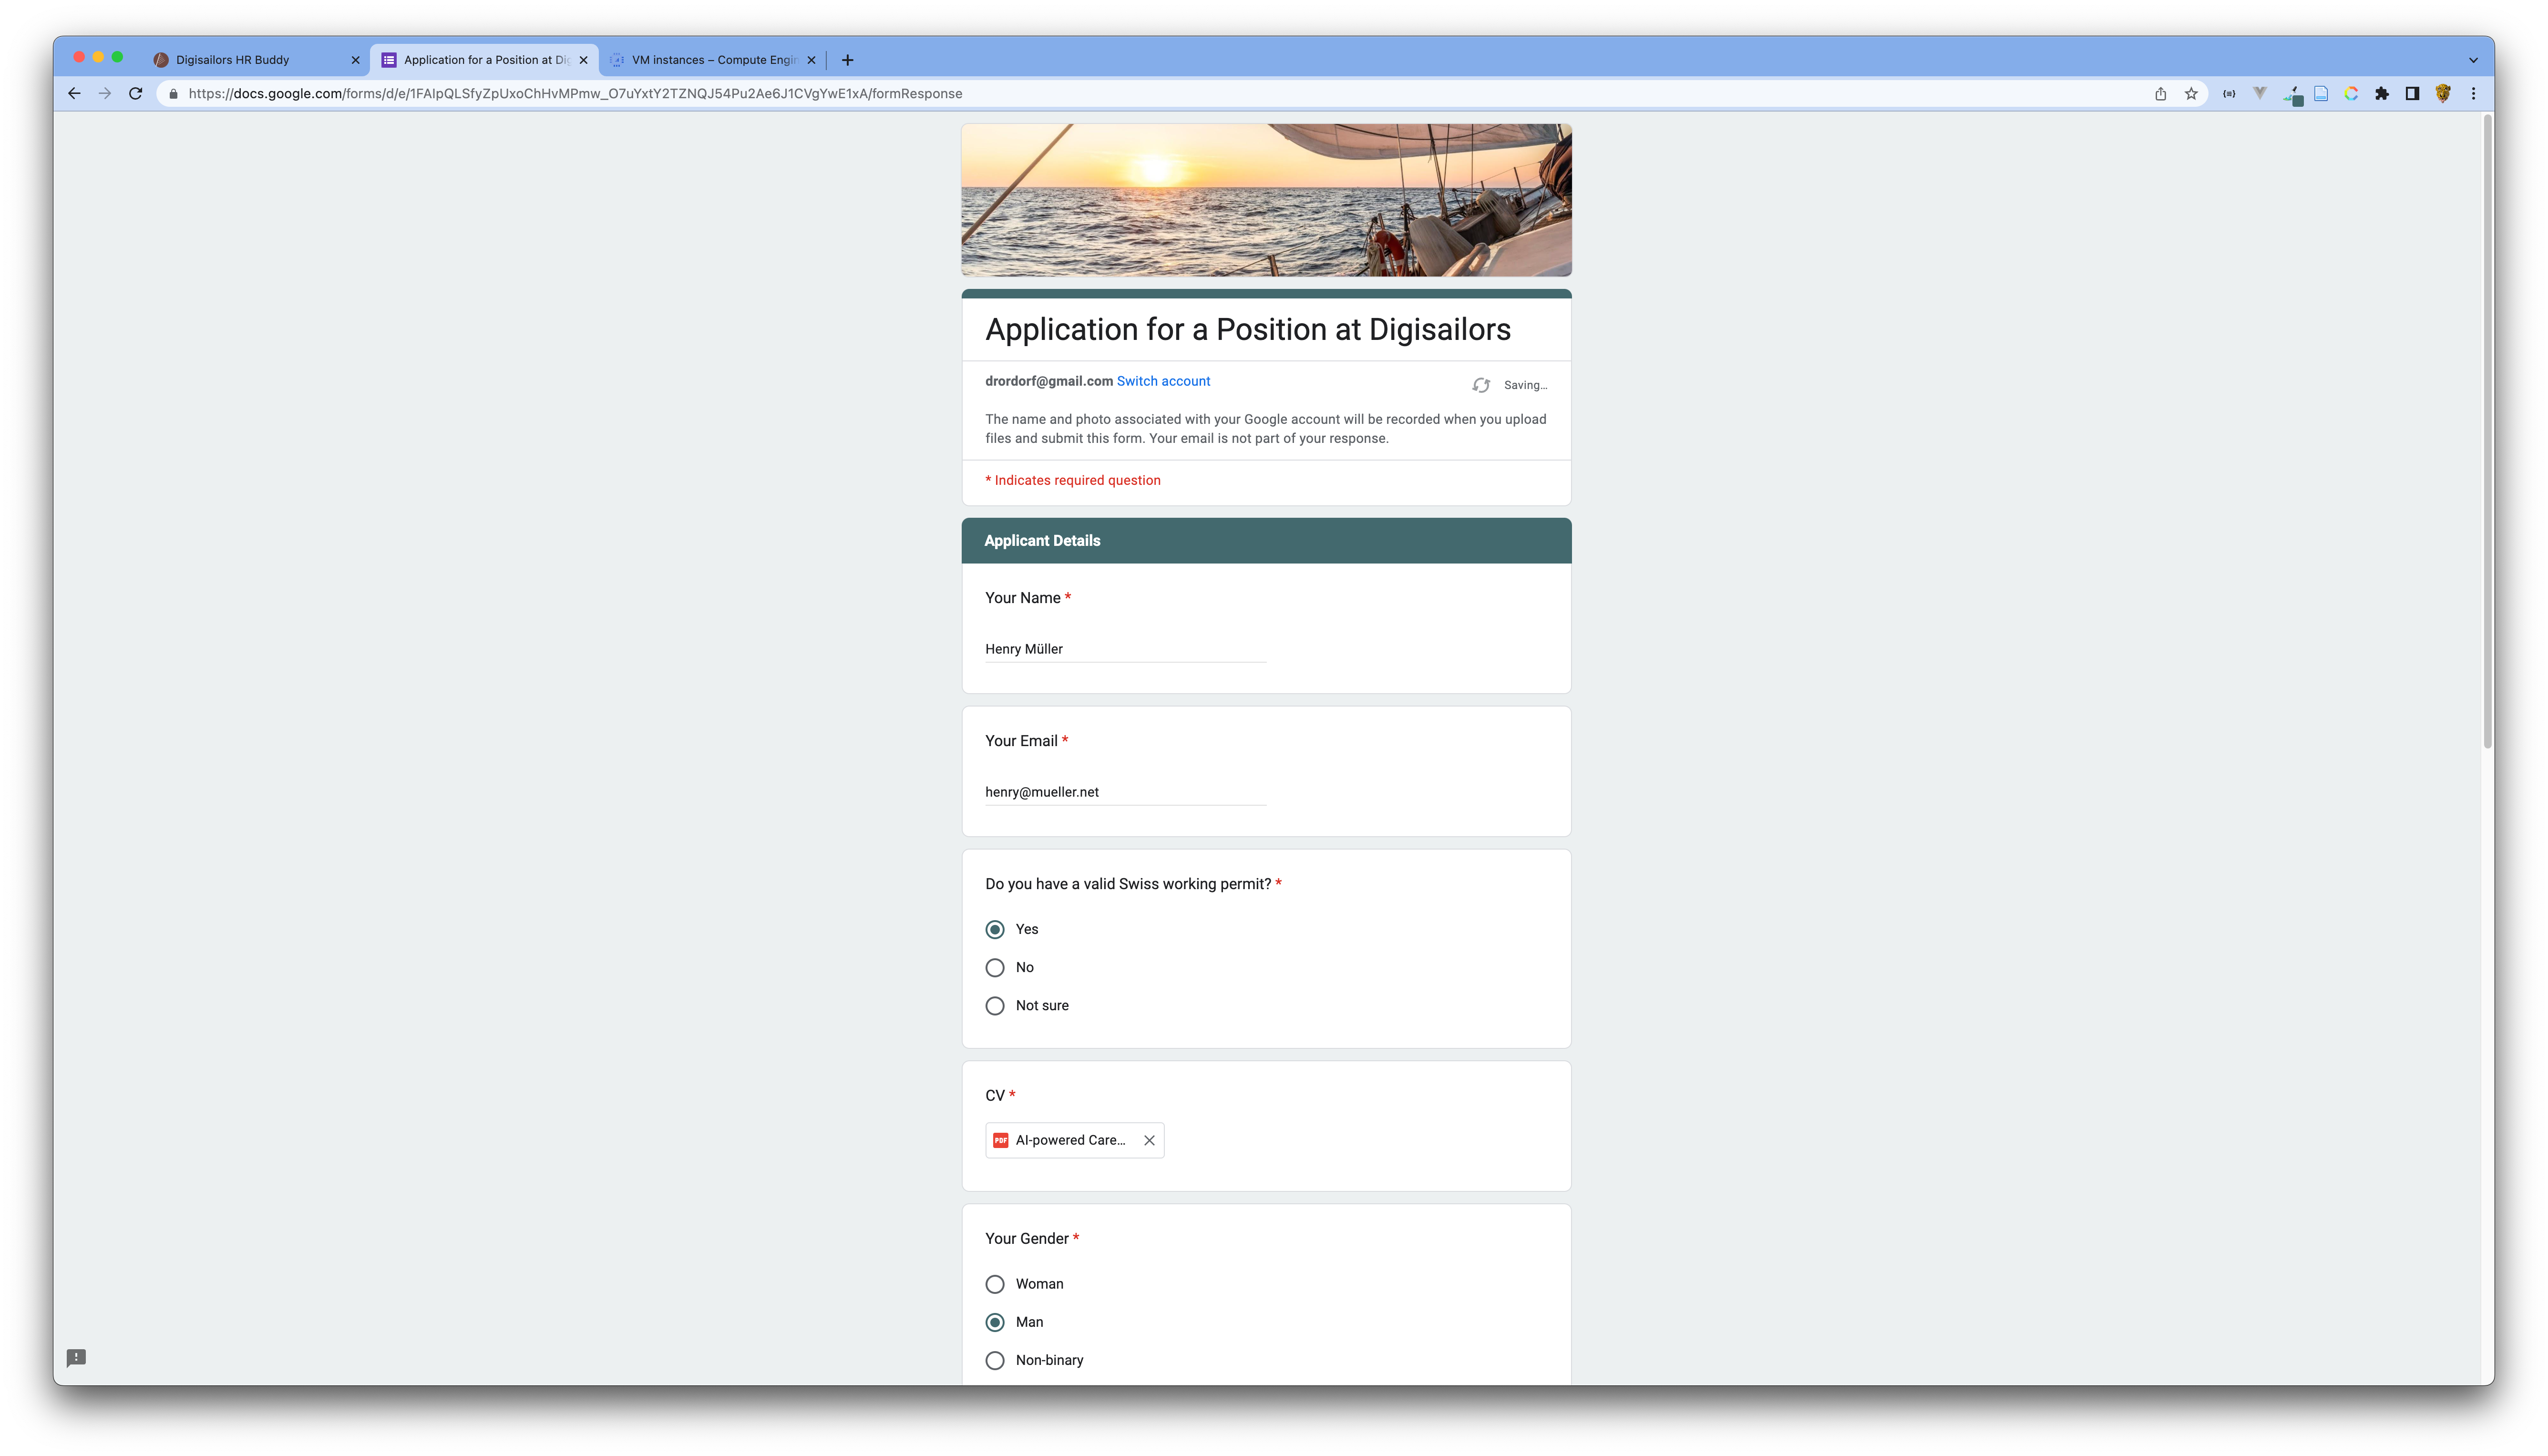 Digisailors HR Buddy
Application for a Position at Dig
VM instances – Compute Engin
https://docs.google.com/forms/d/e/1FAIpQLSfyZpUxoChHvMPmw_O7uYxtY2TZNQJ54Pu2Ae6J1CVgYwE1xA/formResponse
Application for a Position at Digisailors
drordorf@gmail.com Switch account
Saving...
The name and photo associated with your Google account will be recorded when you upload
files and submit this form. Your email is not part of your response.
* Indicates required question
Applicant Details
Your Name *
Henry Müller
Your Email *
henry@mueller.net
Do you have a valid Swiss working permit? *
Yes
No
Not sure
CV *
PDF AI-powered Care...
Your Gender *
Woman
Man
Non-binary